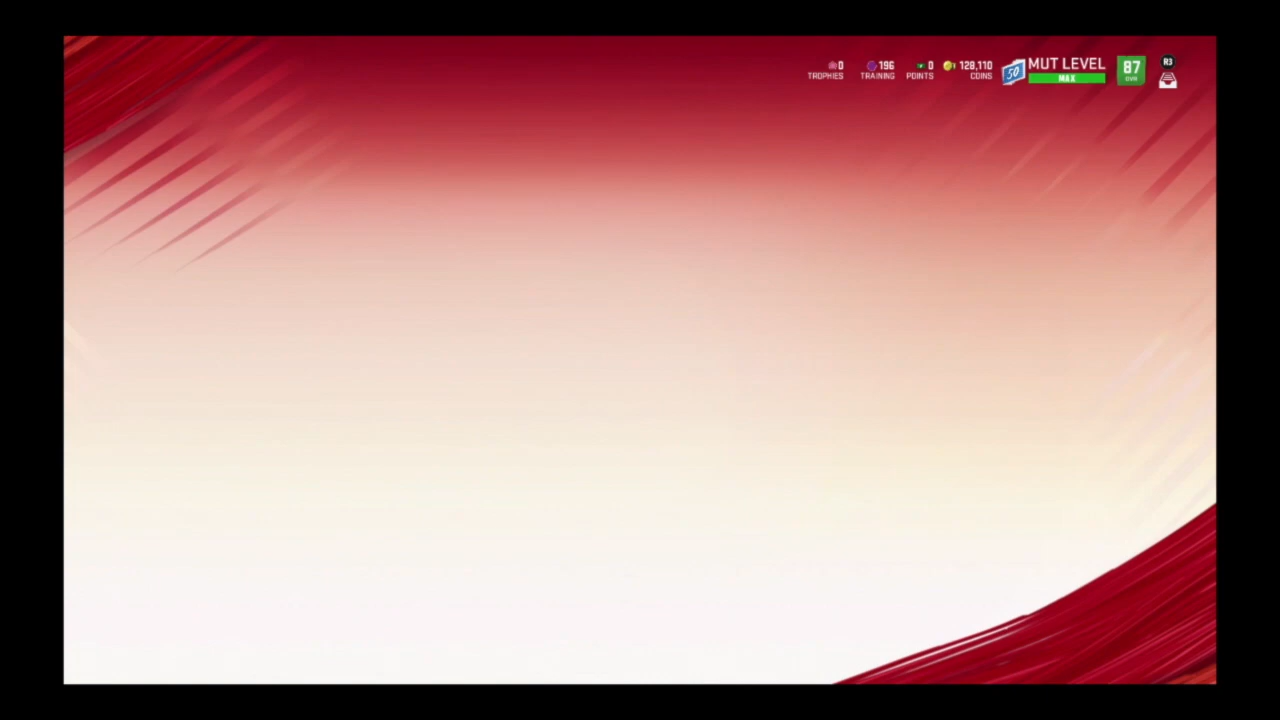 0 196 0 128,110 50 MUT LEVEL 87 R3
TROPHIES TRAINING POINTS COINS MAX OVR